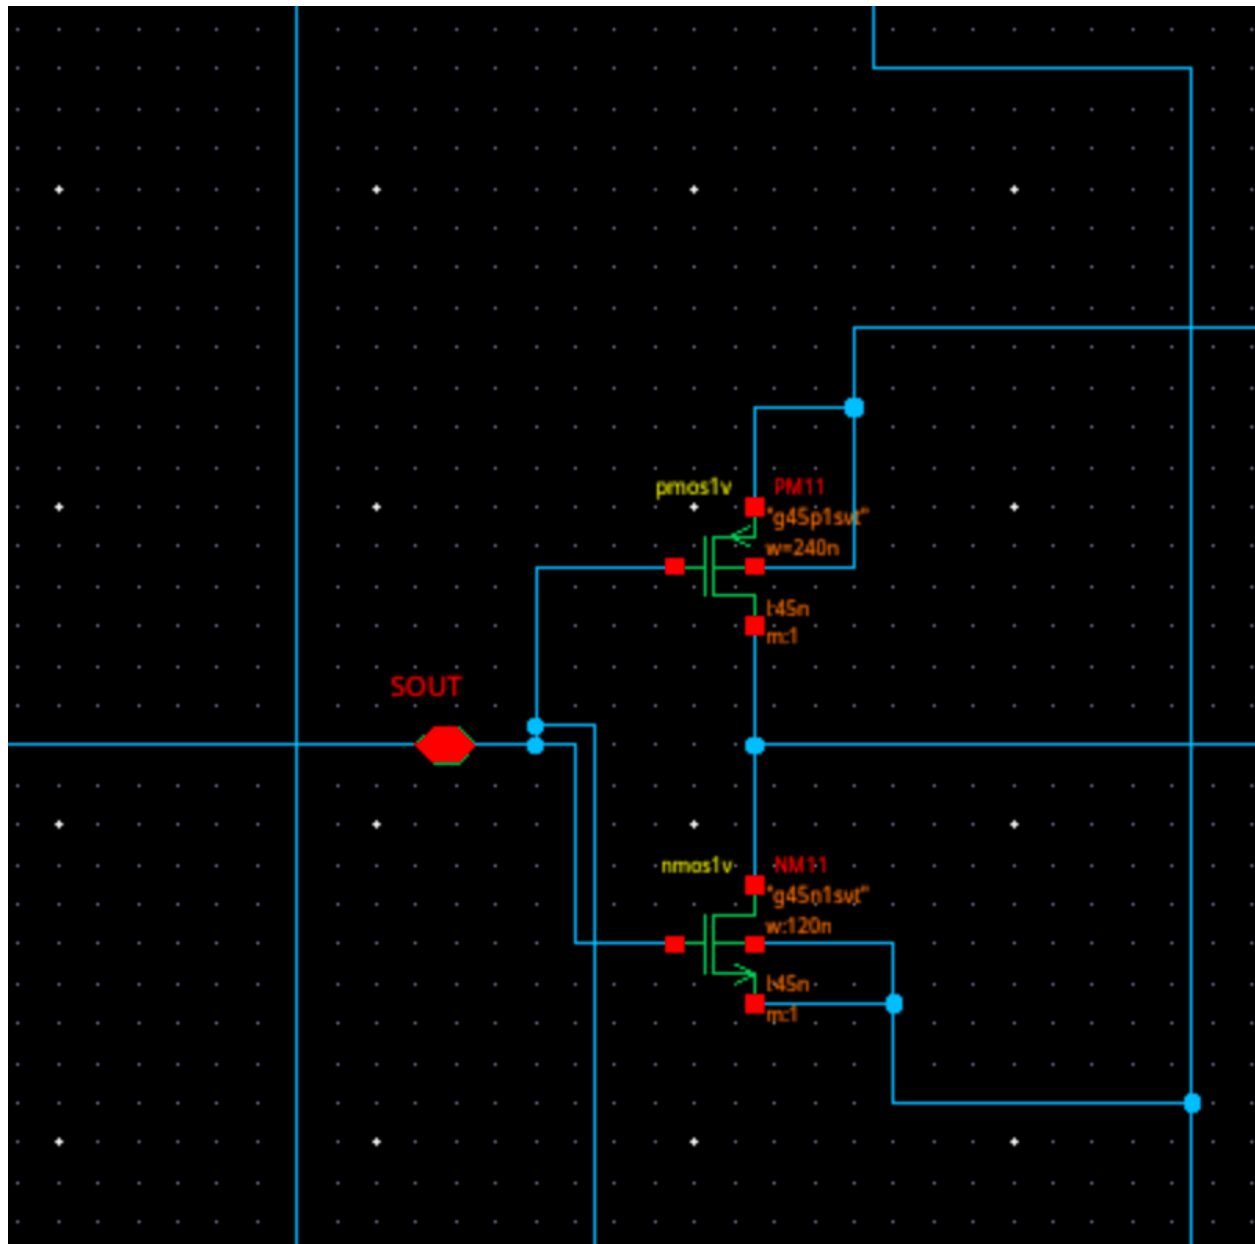 pmos1v
PM11
"g45p1svt"
w=240n
l:45n
m:1
SOUT
nmos1v
NM11
"g45n1svt"
w:120n
l:45n
m:1